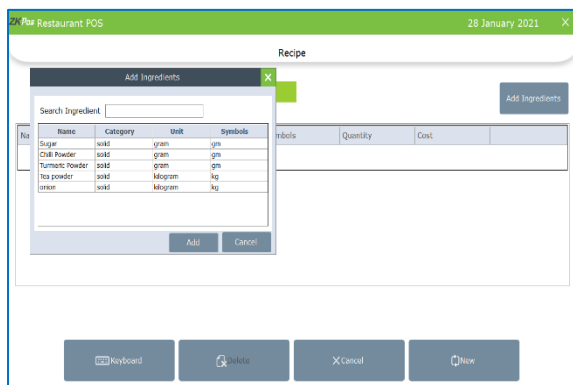 ZKPos Restaurant POS 28 January 2021 X
Recipe
Add Ingredients X
Search Ingredient
Add Ingredients
Name Category Unit Symbols
Sugar solid gram gm
Chilli Powder solid gram gm
Turmeric Powder solid gram gm
Tea powder solid kilogram kg
onion solid kilogram kg
Na mbols Quantity Cost
Add Cancel
Keyboard Delete X Cancel New